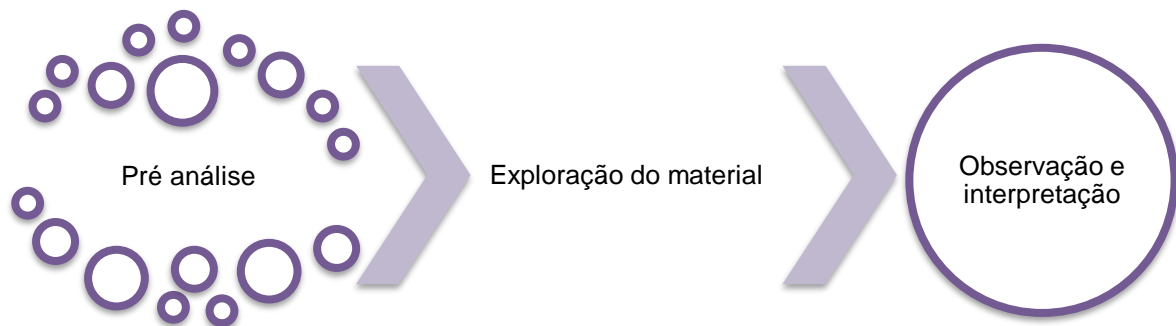 Pré análise
Exploração do material
Observação e
interpretação